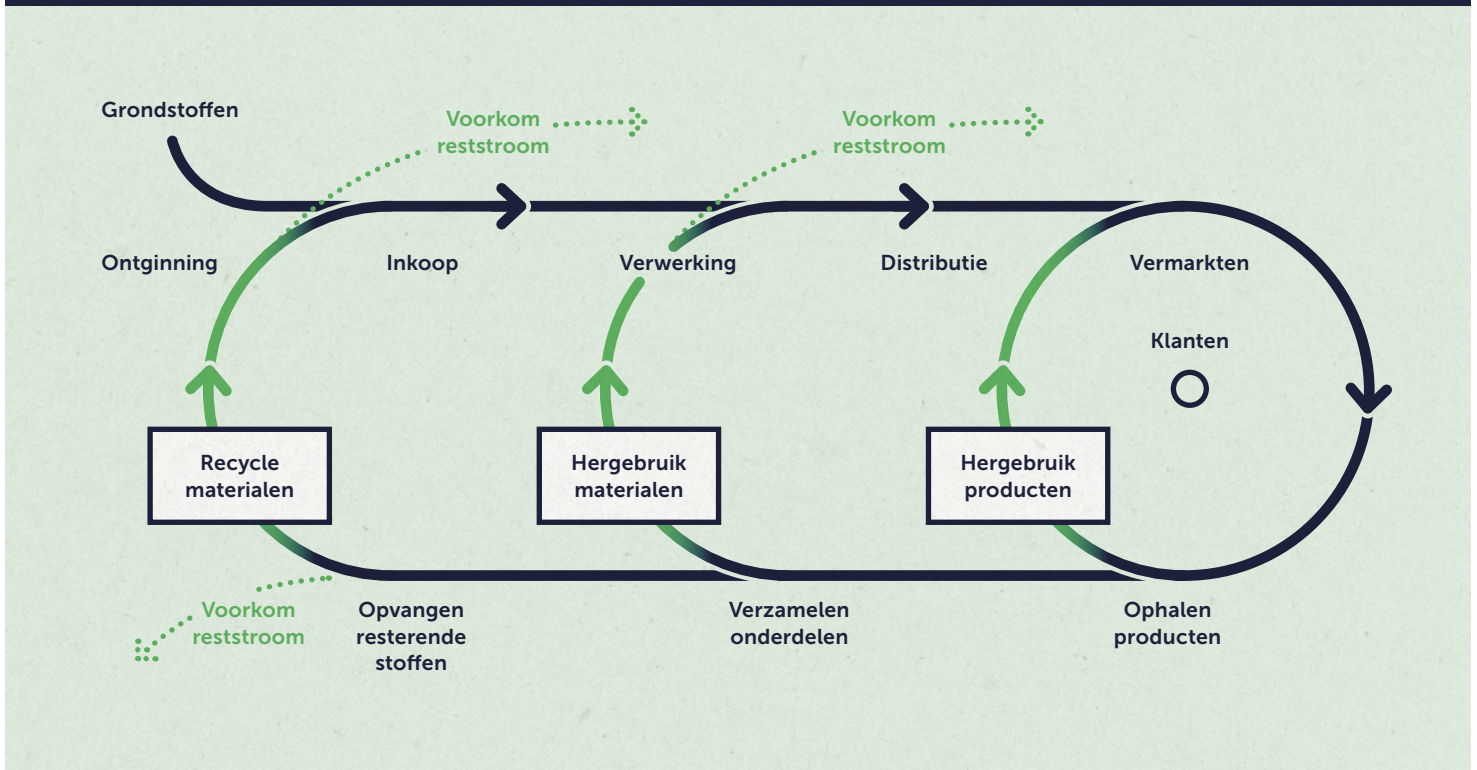 Grondstoffen
Voorkom
reststroom
Voorkom
reststroom
Ontginning
Inkoop
Verwerking
Distributie
Vermarkten
Klanten
Recycle
materialen
Hergebruik
materialen
Hergebruik
producten
Voorkom
reststroom
Opvangen
resterende
stoffen
Verzamelen
onderdelen
Ophalen
producten